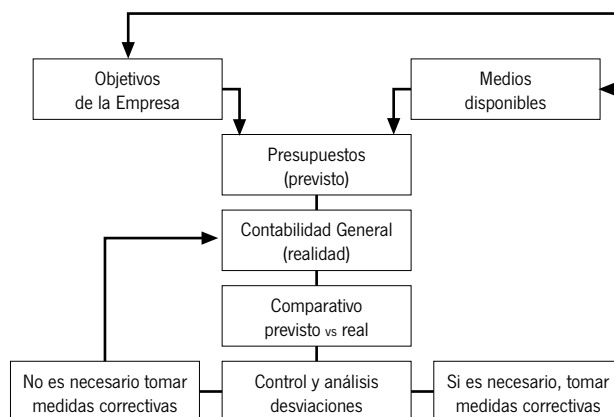 Objetivos
de la Empresa
Medios
disponibles
Presupuestos
(previsto)
Contabilidad General
(realidad)
Comparativo
previsto vs real
No es necesario tomar
medidas correctivas
Control y análisis
desviaciones
Si es necesario, tomar
medidas correctivas